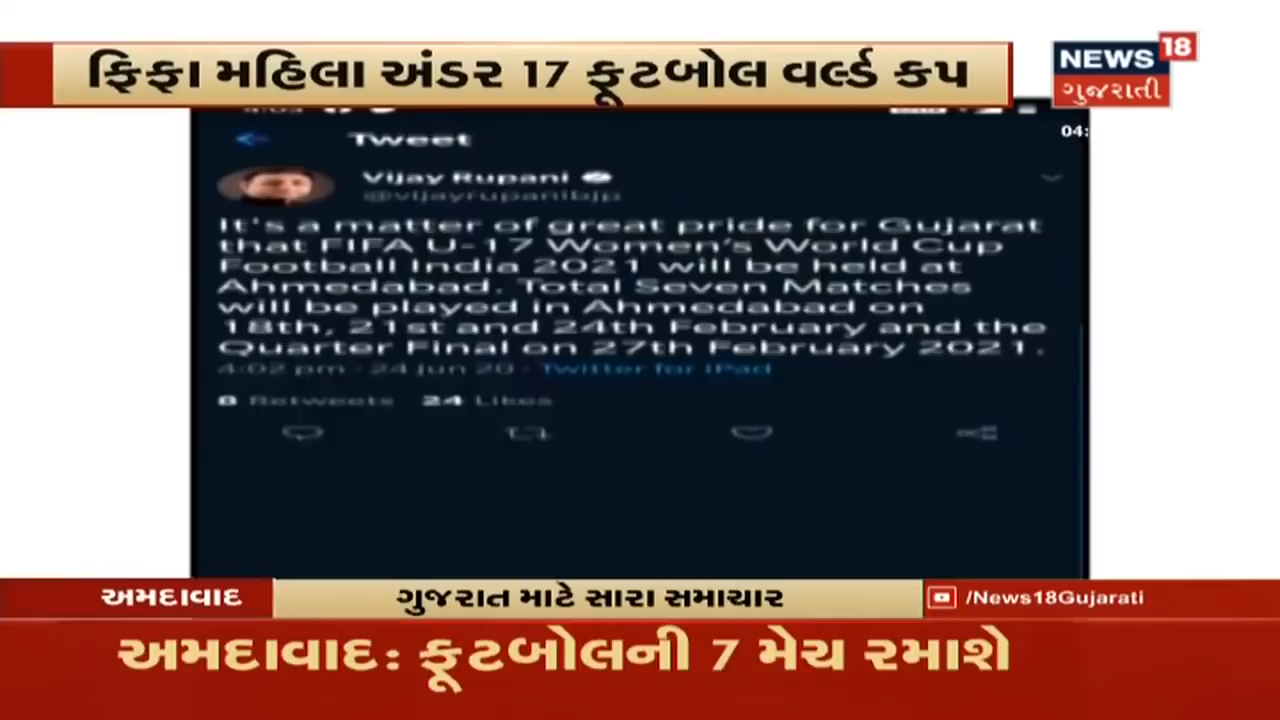 ફિફા મહિલા અંડર 17 ફૂટબોલ વર્લ્ડ કપ
NEWS 18
ગુજરાતી
04:
Tweet
Vijay Rupani
@vijayrupanibjp
It's a matter of great pride for Gujarat
that FIFA U-17 Women's World Cup
Football India 2021 will be held at
Ahmedabad. Total Seven Matches
will be played in Ahmedabad on
18th, 21st and 24th February and the
Quarter Final on 27th February 2021.
4:02 pm · 24 Jun 20 · Twitter for iPad
8 Retweets 24 Likes
અમદાવાદ
ગુજરાત માટે સારા સમાચાર
/News18Gujarati
અમદાવાદ: ફૂટબોલની 7 મેચ રમાશે